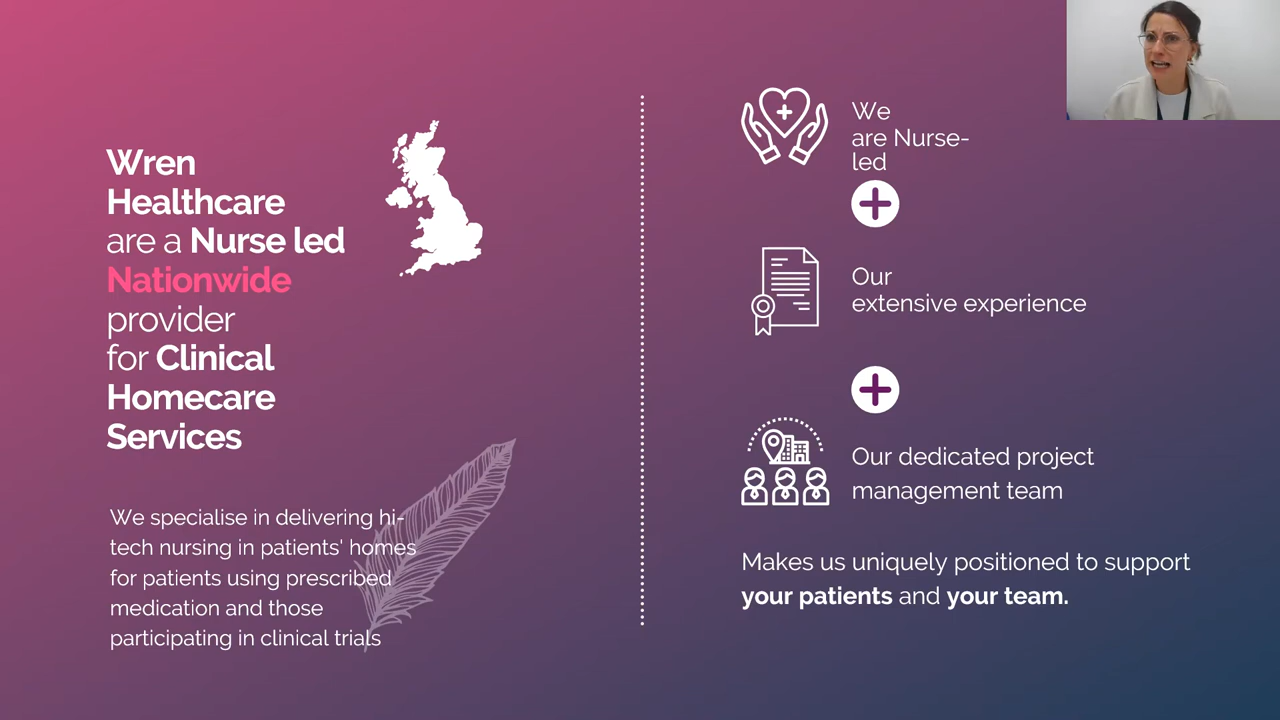 Wren
Healthcare
are a Nurse led
Nationwide
provider
for Clinical
Homecare
Services
We specialise in delivering hi-
tech nursing in patients' homes
for patients using prescribed
medication and those
participating in clinical trials
We
are Nurse-
led
Our
extensive experience
Our dedicated project
management team
Makes us uniquely positioned to support
your patients and your team.